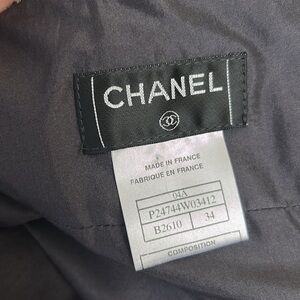 CHANEL
MADE IN FRANCE
FABRIQUE EN FRANCE
04A
P24744W03412
B2610 34
COMPOSITION